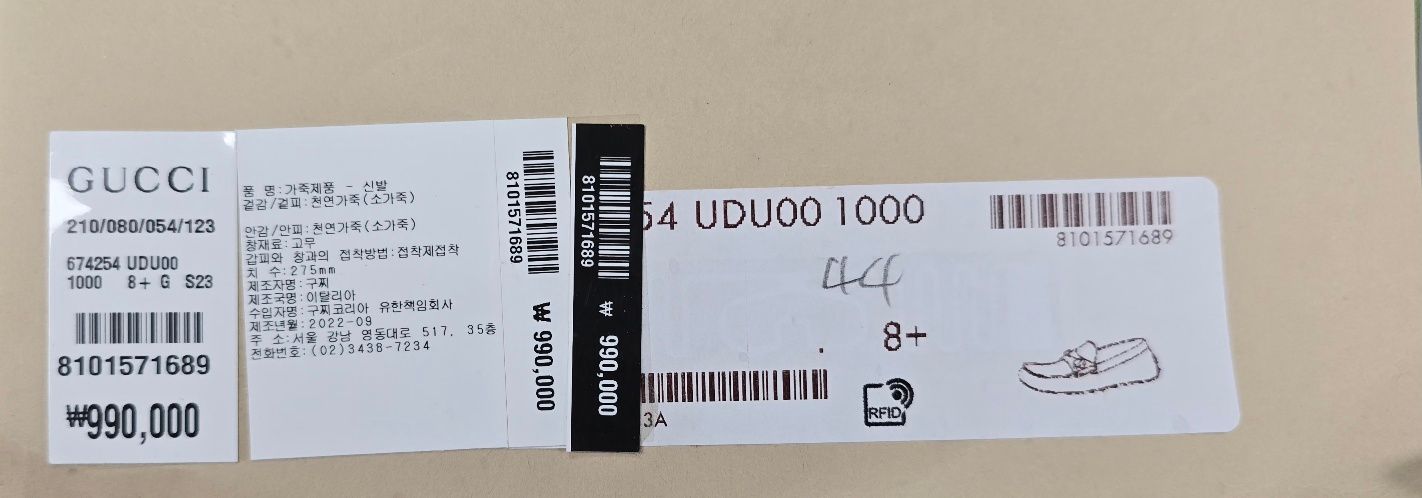 GUCCI
210/080/054/123
674254 UDU00
1000 8+ G S23
8101571689
₩990,000
품 명:가죽제품 - 신발
겉감/겉피:천연가죽(소가죽)
안감/안피:천연가죽(소가죽)
창재료:고무
갑피와 창과의 접착방법:접착제접착
치 수:275mm
제조자명:구찌
제조국명:이탈리아
수입자명:구찌코리아 유한책임회사
제조년월:2022-09
주 소:서울 강남 영동대로 517, 35층
전화번호:(02)3438-7234
8101571689
₩ 990,000
8101571689
₩ 990,000
54 UDU00 1000
8101571689
44
8+
3A
RFID